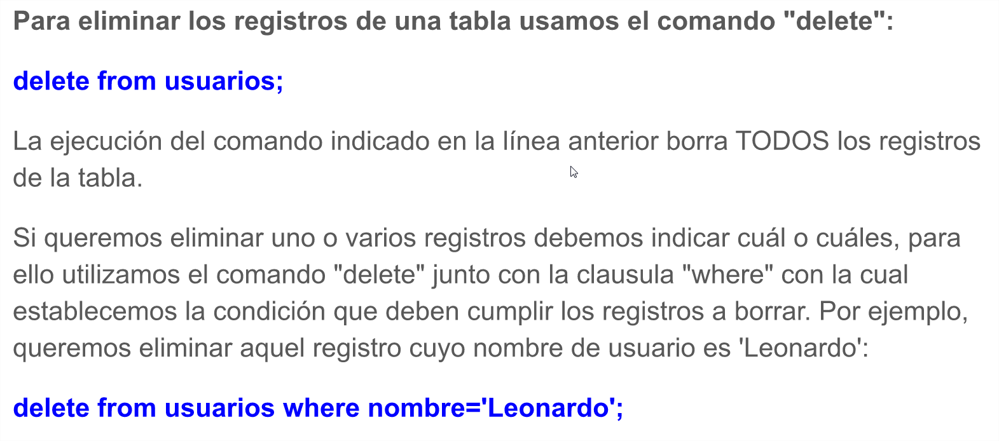 Para eliminar los registros de una tabla usamos el comando "delete":
delete from usuarios;
La ejecución del comando indicado en la línea anterior borra TODOS los registros
de la tabla.
Si queremos eliminar uno o varios registros debemos indicar cuál o cuáles, para
ello utilizamos el comando "delete" junto con la clausula "where" con la cual
establecemos la condición que deben cumplir los registros a borrar. Por ejemplo,
queremos eliminar aquel registro cuyo nombre de usuario es 'Leonardo':
delete from usuarios where nombre='Leonardo';